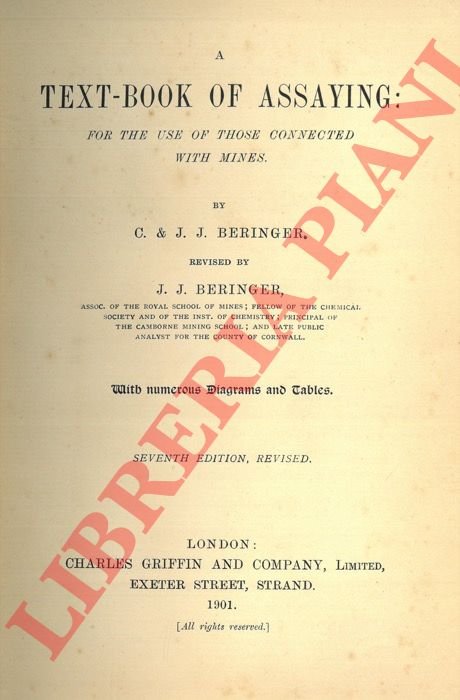 A
TEXT-BOOK OF ASSAYING:
FOR THE USE OF THOSE CONNECTED
WITH MINES.
BY
C. & J. J. BERINGER.
REVISED BY
J. J. BERINGER,
ASSOC. OF THE ROYAL SCHOOL OF MINES; FELLOW OF THE CHEMICAL
SOCIETY AND OF THE INST. OF CHEMISTRY; PRINCIPAL OF
THE CAMBORNE MINING SCHOOL; AND LATE PUBLIC
ANALYST FOR THE COUNTY OF CORNWALL.
With numerous Diagrams and Tables.
SEVENTH EDITION, REVISED.
LONDON:
CHARLES GRIFFIN AND COMPANY, LIMITED,
EXETER STREET, STRAND.
1901.
[All rights reserved.]
LIBRERIA PIANI